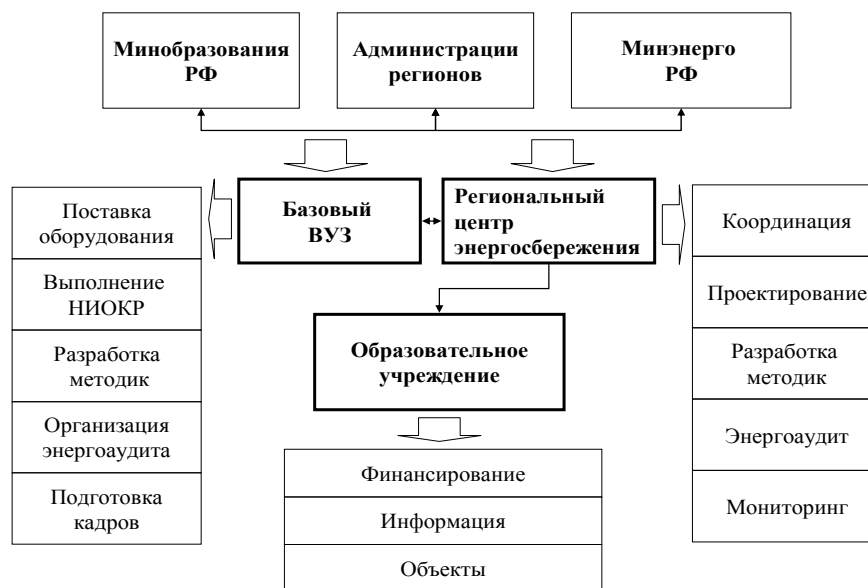 Минобразования
РФ
Администрации
регионов
Минэнерго
РФ
Базовый
ВУЗ
Региональный
центр
энергосбережения
Поставка
оборудования
Выполнение
НИОКР
Разработка
методик
Организация
энергоаудита
Подготовка
кадров
Образовательное
учреждение
Финансирование
Информация
Объекты
Координация
Проектирование
Разработка
методик
Энергоаудит
Мониторинг